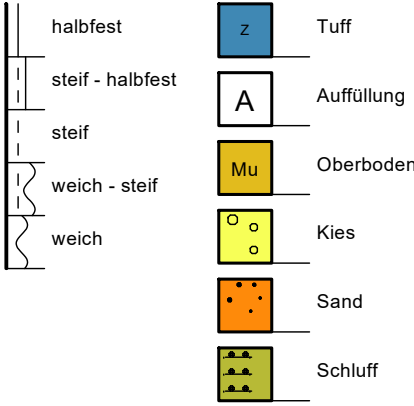 halbfest
steif - halbfest
steif
weich - steif
weich
z Tuff
A Auffüllung
Mu Oberboden
Kies
Sand
Schluff